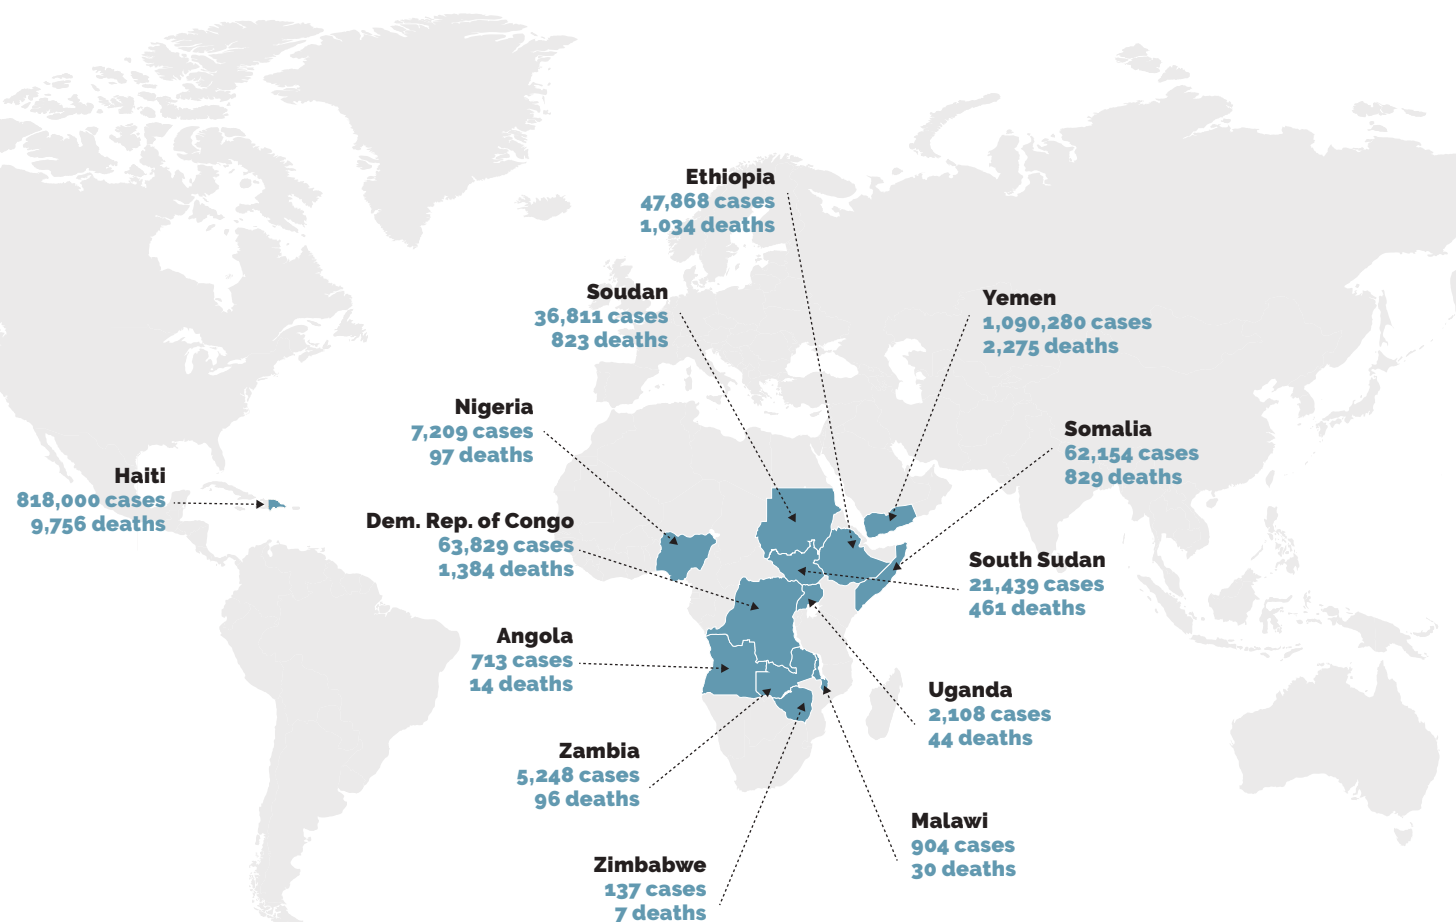 Ethiopia
47,868 cases
1,034 deaths
Soudan
36,811 cases
823 deaths
Yemen
1,090,280 cases
2,275 deaths
Nigeria
7,209 cases
97 deaths
Somalia
62,154 cases
829 deaths
Haiti
818,000 cases
9,756 deaths
Dem. Rep. of Congo
63,829 cases
1,384 deaths
South Sudan
21,439 cases
461 deaths
Angola
713 cases
14 deaths
Uganda
2,108 cases
44 deaths
Zambia
5,248 cases
96 deaths
Malawi
904 cases
30 deaths
Zimbabwe
137 cases
7 deaths